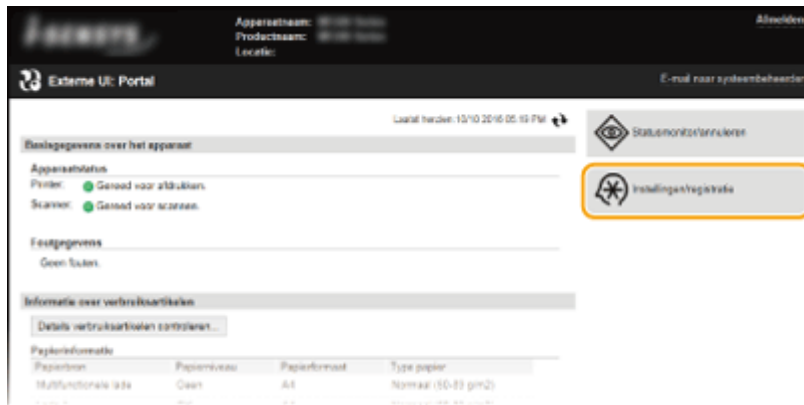 i-SENSYS
Apparaatnaam:
Productnaam:
Locatie:
Afmelden
Externe UI: Portal
E-mail naar systeembeheerder
Laatst herzien: 10/10 2016 05:19 PM
Basisgegevens over het apparaat
Apparaatstatus
Printer: Gereed voor afdrukken.
Scanner: Gereed voor scannen.
Foutgegevens
Geen fouten.
Informatie over verbruiksartikelen
Details verbruiksartikelen controleren...
Papierinformatie
Papierbron Papierniveau Papierformaat Type papier
Multifunctionele lade Geen A4 Normaal (60-89 g/m2)
Statusmonitor/annuleren
Instellingen/registratie